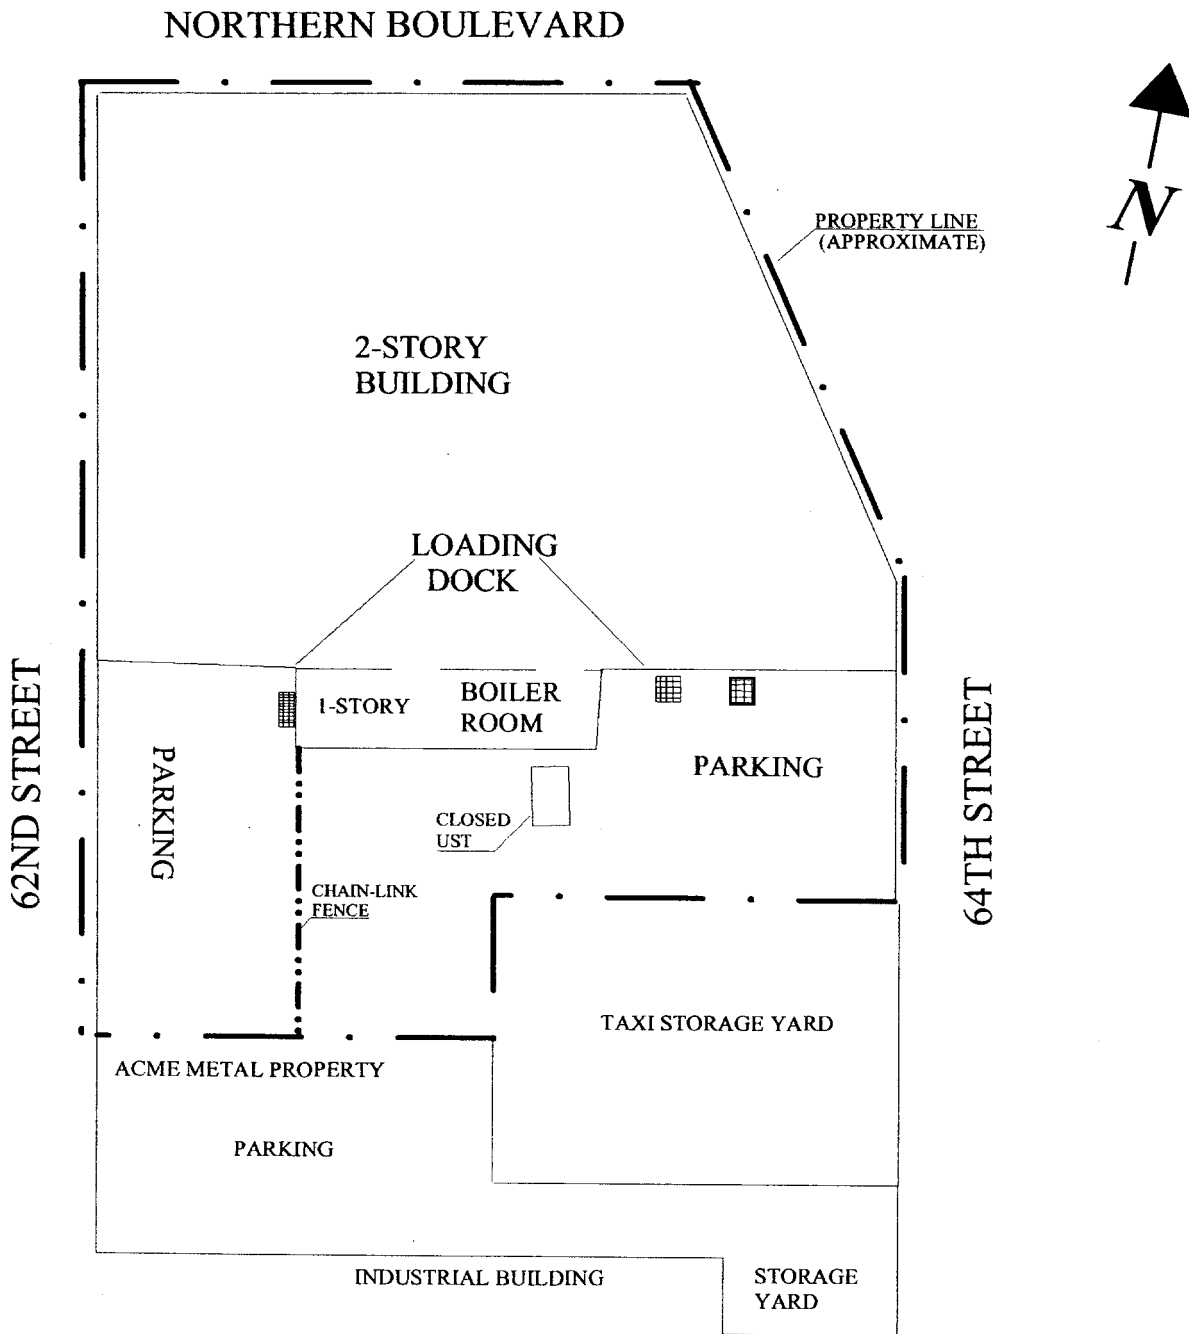 NORTHERN BOULEVARD
N
PROPERTY LINE
(APPROXIMATE)
2-STORY
BUILDING
LOADING
DOCK
62ND STREET
1-STORY
BOILER
ROOM
PARKING
PARKING
64TH STREET
CLOSED
UST
CHAIN-LINK
FENCE
TAXI STORAGE YARD
ACME METAL PROPERTY
PARKING
INDUSTRIAL BUILDING
STORAGE
YARD